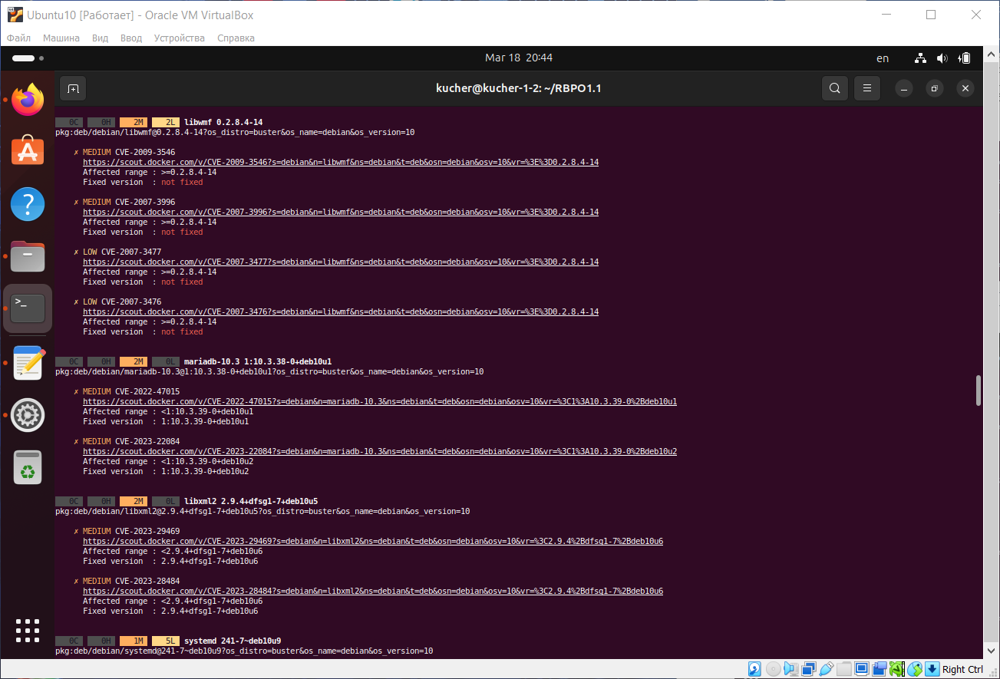 Ubuntu10 [Работает] - Oracle VM VirtualBox
Файл Машина Вид Ввод Устройства Справка
Mar 18 20:44
en
kucher@kucher-1-2: ~/RBPO1.1
0C 0H 2M 2L libwmf 0.2.8.4-14
pkg:deb/debian/libwmf@0.2.8.4-14?os_distro=buster&os_name=debian&os_version=10
✗ MEDIUM CVE-2009-3546
https://scout.docker.com/v/CVE-2009-3546?s=debian&n=libwmf&ns=debian&t=deb&osn=debian&osv=10&vr=%3E%3D0.2.8.4-14
Affected range : >=0.2.8.4-14
Fixed version : not fixed
✗ MEDIUM CVE-2007-3996
https://scout.docker.com/v/CVE-2007-3996?s=debian&n=libwmf&ns=debian&t=deb&osn=debian&osv=10&vr=%3E%3D0.2.8.4-14
Affected range : >=0.2.8.4-14
Fixed version : not fixed
✗ LOW CVE-2007-3477
https://scout.docker.com/v/CVE-2007-3477?s=debian&n=libwmf&ns=debian&t=deb&osn=debian&osv=10&vr=%3E%3D0.2.8.4-14
Affected range : >=0.2.8.4-14
Fixed version : not fixed
✗ LOW CVE-2007-3476
https://scout.docker.com/v/CVE-2007-3476?s=debian&n=libwmf&ns=debian&t=deb&osn=debian&osv=10&vr=%3E%3D0.2.8.4-14
Affected range : >=0.2.8.4-14
Fixed version : not fixed
0C 0H 2M 0L mariadb-10.3 1:10.3.38-0+deb10u1
pkg:deb/debian/mariadb-10.3@1:10.3.38-0+deb10u1?os_distro=buster&os_name=debian&os_version=10
✗ MEDIUM CVE-2022-47015
https://scout.docker.com/v/CVE-2022-47015?s=debian&n=mariadb-10.3&ns=debian&t=deb&osn=debian&osv=10&vr=%3C1%3A10.3.39-0%2Bdeb10u1
Affected range : <1:10.3.39-0+deb10u1
Fixed version : 1:10.3.39-0+deb10u1
✗ MEDIUM CVE-2023-22084
https://scout.docker.com/v/CVE-2023-22084?s=debian&n=mariadb-10.3&ns=debian&t=deb&osn=debian&osv=10&vr=%3C1%3A10.3.39-0%2Bdeb10u2
Affected range : <1:10.3.39-0+deb10u2
Fixed version : 1:10.3.39-0+deb10u2
0C 0H 2M 0L libxml2 2.9.4+dfsg1-7+deb10u5
pkg:deb/debian/libxml2@2.9.4+dfsg1-7+deb10u5?os_distro=buster&os_name=debian&os_version=10
✗ MEDIUM CVE-2023-29469
https://scout.docker.com/v/CVE-2023-29469?s=debian&n=libxml2&ns=debian&t=deb&osn=debian&osv=10&vr=%3C2.9.4%2Bdfsg1-7%2Bdeb10u6
Affected range : <2.9.4+dfsg1-7+deb10u6
Fixed version : 2.9.4+dfsg1-7+deb10u6
✗ MEDIUM CVE-2023-28484
https://scout.docker.com/v/CVE-2023-28484?s=debian&n=libxml2&ns=debian&t=deb&osn=debian&osv=10&vr=%3C2.9.4%2Bdfsg1-7%2Bdeb10u6
Affected range : <2.9.4+dfsg1-7+deb10u6
Fixed version : 2.9.4+dfsg1-7+deb10u6
0C 0H 1M 5L systemd 241-7~deb10u9
pkg:deb/debian/systemd@241-7~deb10u9?os_distro=buster&os_name=debian&os_version=10
Right Ctrl